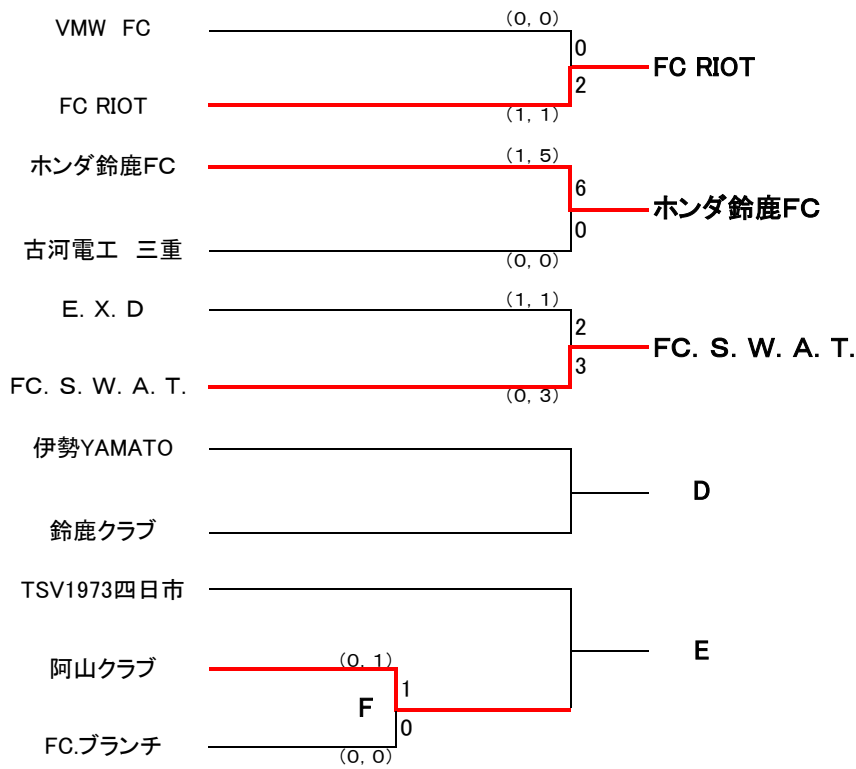 VMW　FC
(0, 0)
0
FC RIOT
2
FC RIOT
(1, 1)
ホンダ鈴鹿FC
(1, 5)
6
ホンダ鈴鹿FC
0
古河電工　三重
(0, 0)
E. X. D
(1, 1)
2
FC. S. W. A. T.
3
FC. S. W. A. T.
(0, 3)
伊勢YAMATO
D
鈴鹿クラブ
TSV1973四日市
E
阿山クラブ
(0, 1)
1
F
0
FC.ブランチ
(0, 0)